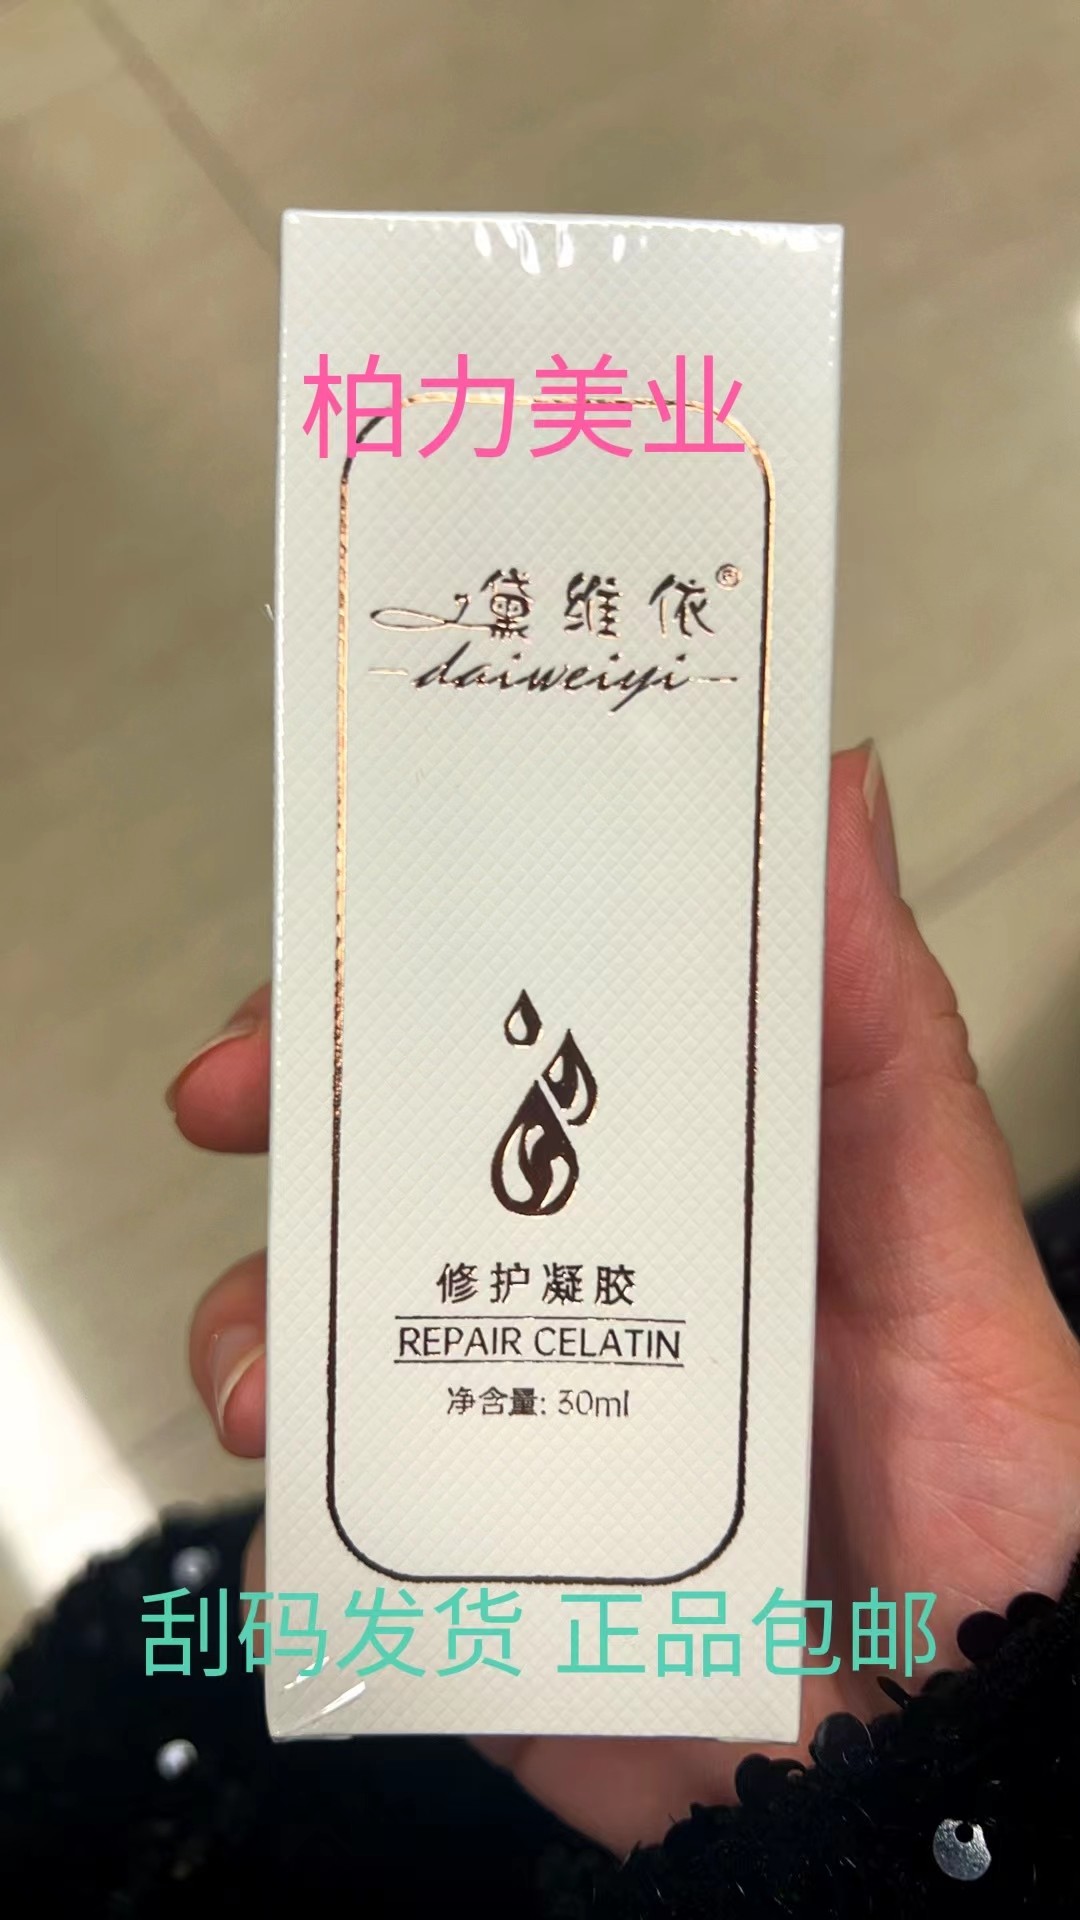 柏力美业
黛维依®
daiweiyi
修护凝胶
REPAIR CELATIN
净含量: 30ml
刮码发货 正品包邮